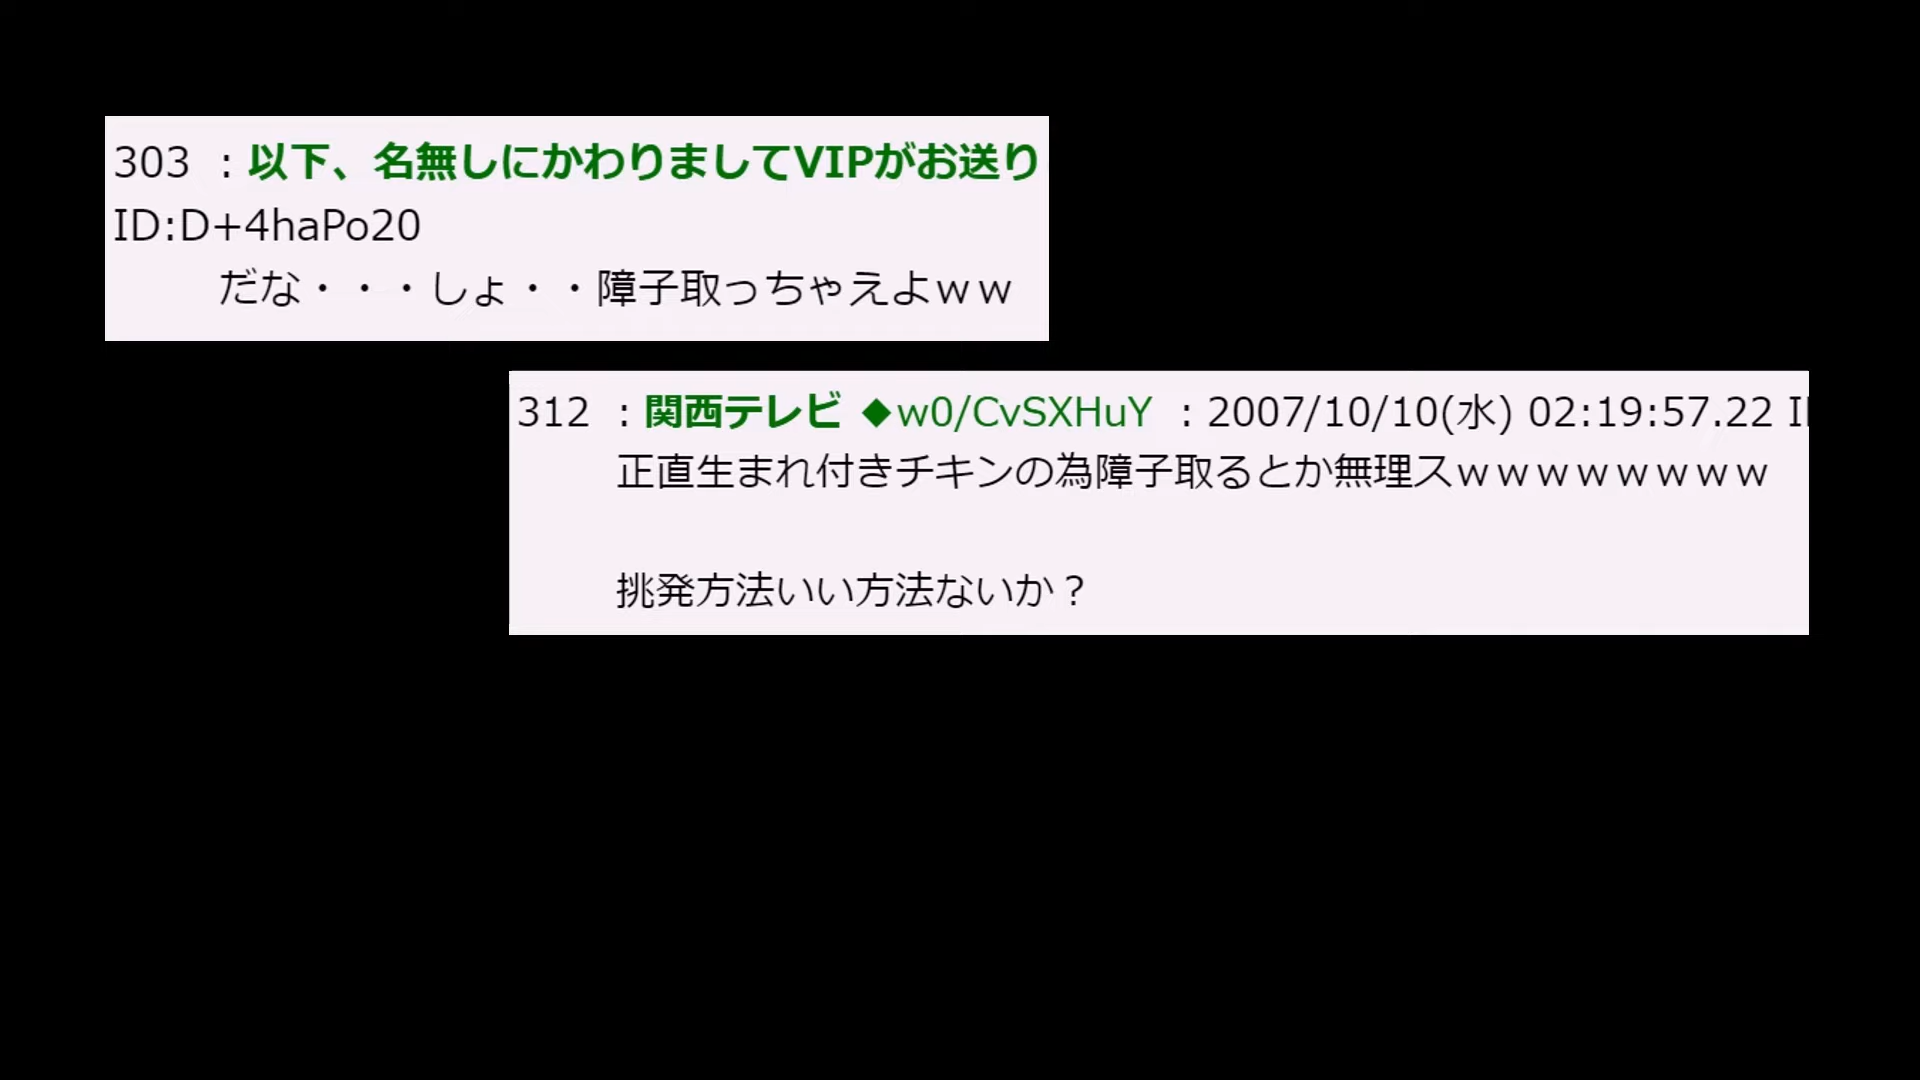 303 ：以下、名無しにかわりましてVIPがお送り
ID:D+4haPo20
だな・・・しょ・・障子取っちゃえよｗｗ
312 ：関西テレビ ◆w0/CvSXHuY ：2007/10/10(水) 02:19:57.22 I
正直生まれ付きチキンの為障子取るとか無理スｗｗｗｗｗｗｗｗ
挑発方法いい方法ないか？